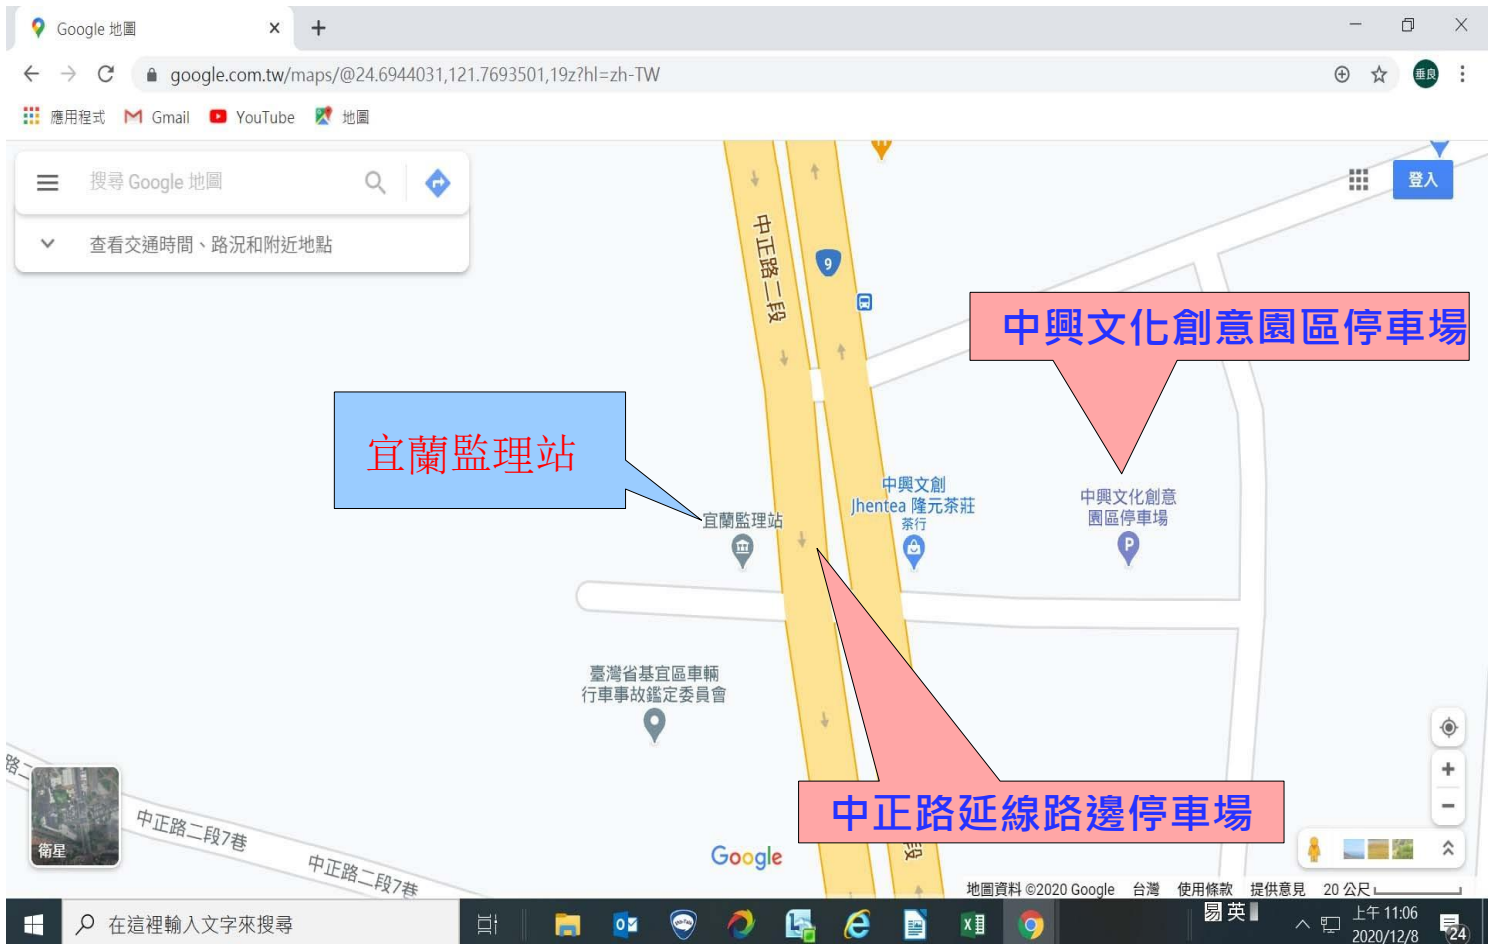 Google 地圖
google.com.tw/maps/@24.6944031,121.7693501,19z?hl=zh-TW
垂良
應用程式
Gmail
YouTube
地圖
搜尋 Google 地圖
登入
查看交通時間、路況和附近地點
中正路二段
9
中興文化創意園區停車場
宜蘭監理站
中興文創
Jhentea 隆元茶莊
茶行
中興文化創意
園區停車場
P
宜蘭監理站
臺灣省基宜區車輛
行車事故鑑定委員會
中正路延線路邊停車場
段
路二
衛星
中正路二段7巷
中正路二段7巷
Google
地圖資料 ©2020 Google
台灣
使用條款
提供意見
20 公尺
在這裡輸入文字來搜尋
英
上午 11:06
2020/12/8
24